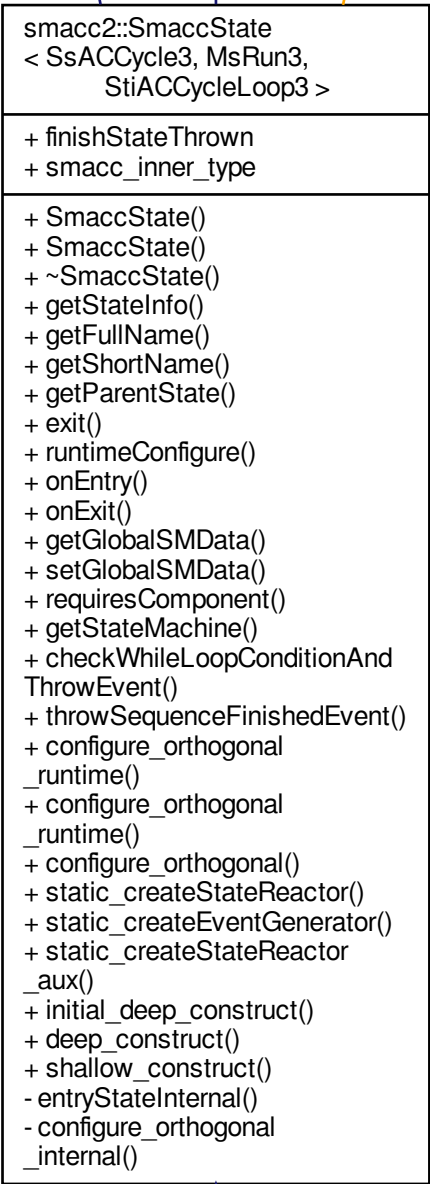 smacc2::SmaccState
< SsACCycle3, MsRun3,
StiACCycleLoop3 >
+ finishStateThrown
+ smacc_inner_type
+ SmaccState()
+ SmaccState()
+ ~SmaccState()
+ getStateInfo()
+ getFullName()
+ getShortName()
+ getParentState()
+ exit()
+ runtimeConfigure()
+ onEntry()
+ onExit()
+ getGlobalSMData()
+ setGlobalSMData()
+ requiresComponent()
+ getStateMachine()
+ checkWhileLoopConditionAnd
ThrowEvent()
+ throwSequenceFinishedEvent()
+ configure_orthogonal
_runtime()
+ configure_orthogonal
_runtime()
+ configure_orthogonal()
+ static_createStateReactor()
+ static_createEventGenerator()
+ static_createStateReactor
_aux()
+ initial_deep_construct()
+ deep_construct()
+ shallow_construct()
- entryStateInternal()
- configure_orthogonal
_internal()